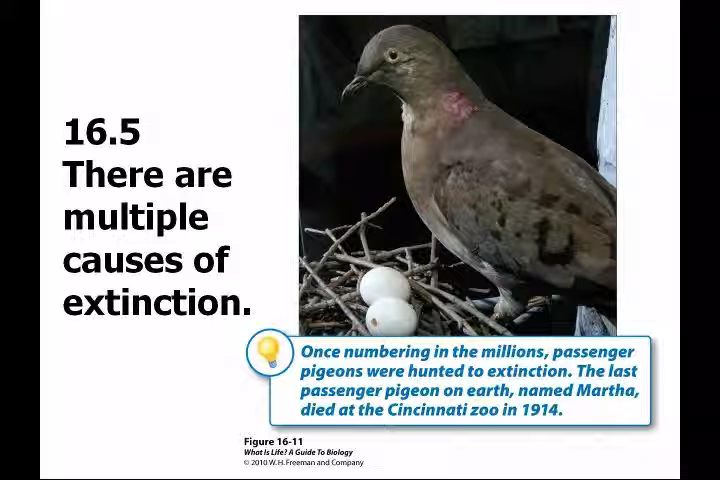 16.5
There are
multiple
causes of
extinction.
Once numbering in the millions, passenger
pigeons were hunted to extinction. The last
passenger pigeon on earth, named Martha,
died at the Cincinnati zoo in 1914.
Figure 16-11
What Is Life? A Guide To Biology
© 2010 W. H. Freeman and Company